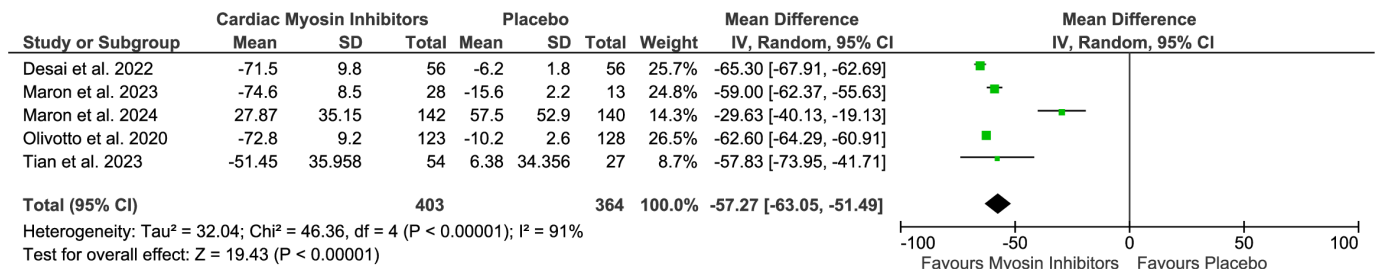 Cardiac Myosin Inhibitors Placebo Mean Difference Mean Difference
Study or Subgroup Mean SD Total Mean SD Total Weight IV, Random, 95% CI IV, Random, 95% CI
Desai et al. 2022 -71.5 9.8 56 -6.2 1.8 56 25.7% -65.30 [-67.91, -62.69]
Maron et al. 2023 -74.6 8.5 28 -15.6 2.2 13 24.8% -59.00 [-62.37, -55.63]
Maron et al. 2024 27.87 35.15 142 57.5 52.9 140 14.3% -29.63 [-40.13, -19.13]
Olivotto et al. 2020 -72.8 9.2 123 -10.2 2.6 128 26.5% -62.60 [-64.29, -60.91]
Tian et al. 2023 -51.45 35.958 54 6.38 34.356 27 8.7% -57.83 [-73.95, -41.71]
Total (95% CI) 403 364 100.0% -57.27 [-63.05, -51.49]
Heterogeneity: Tau² = 32.04; Chi² = 46.36, df = 4 (P < 0.00001); I² = 91%
Test for overall effect: Z = 19.43 (P < 0.00001)
-100 -50 0 50 100
Favours Myosin Inhibitors Favours Placebo